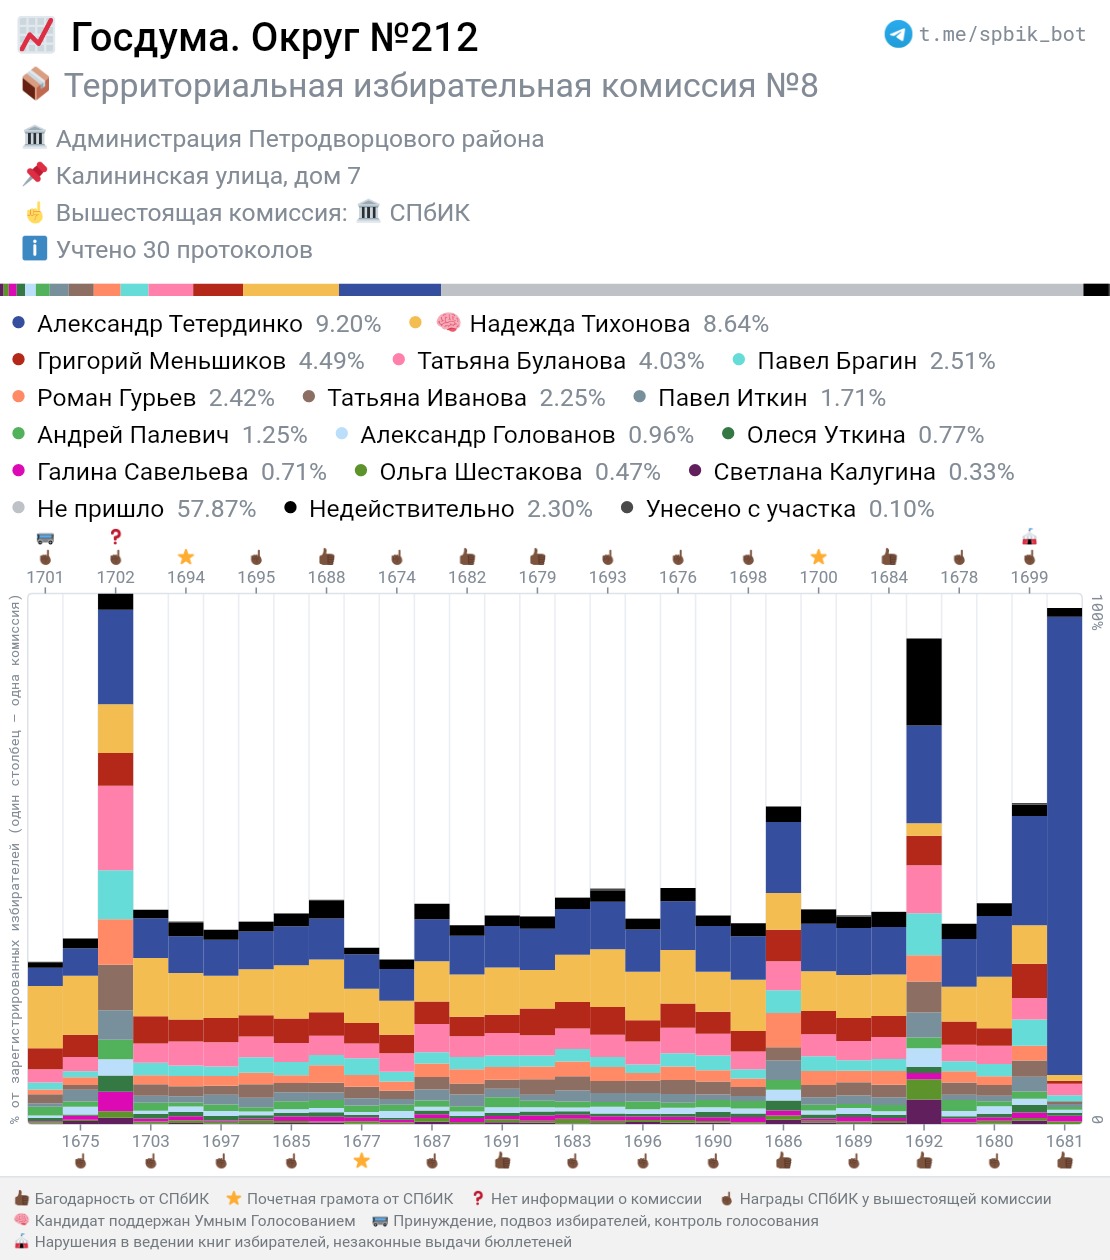 Госдума. Округ №212
t.me/spbik_bot
Территориальная избирательная комиссия №8
Администрация Петродворцового района
Калининская улица, дом 7
Вышестоящая комиссия: СПбИК
Учтено 30 протоколов
Александр Тетердинко 9.20% Надежда Тихонова 8.64%
Григорий Меньшиков 4.49% Татьяна Буланова 4.03% Павел Брагин 2.51%
Роман Гурьев 2.42% Татьяна Иванова 2.25% Павел Иткин 1.71%
Андрей Палевич 1.25% Александр Голованов 0.96% Олеся Уткина 0.77%
Галина Савельева 0.71% Ольга Шестакова 0.47% Светлана Калугина 0.33%
Не пришло 57.87% Недействительно 2.30% Унесено с участка 0.10%
1701 1702 1694 1695 1688 1674 1682 1679 1693 1676 1698 1700 1684 1678 1699
% от зарегистрированных избирателей (один столбец – одна комиссия)
100%
0
1675 1703 1697 1685 1677 1687 1691 1683 1696 1690 1686 1689 1692 1680 1681
Багодарность от СПбИК Почетная грамота от СПбИК Нет информации о комиссии Награды СПбИК у вышестоящей комиссии
Кандидат поддержан Умным Голосованием Принуждение, подвоз избирателей, контроль голосования
Нарушения в ведении книг избирателей, незаконные выдачи бюллетеней